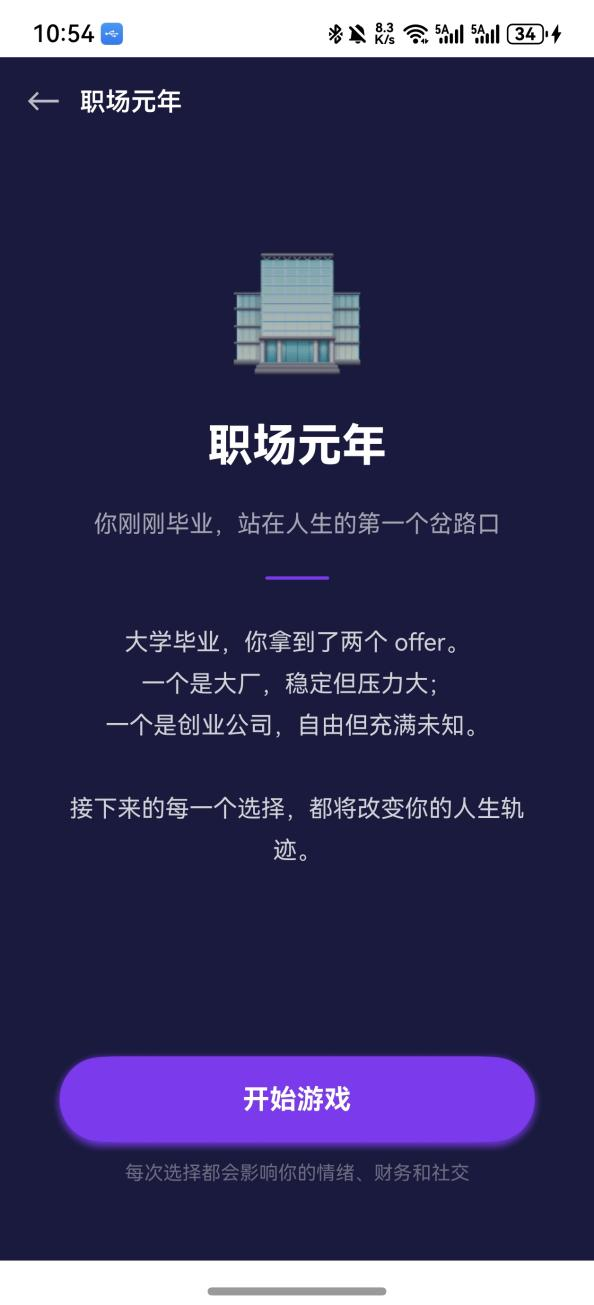 10:54
8.3
K/s
5A
5A
34
职场元年
职场元年
你刚刚毕业，站在人生的第一个岔路口
大学毕业，你拿到了两个 offer。
一个是大厂，稳定但压力大；
一个是创业公司，自由但充满未知。
接下来的每一个选择，都将改变你的人生轨
迹。
开始游戏
每次选择都会影响你的情绪、财务和社交